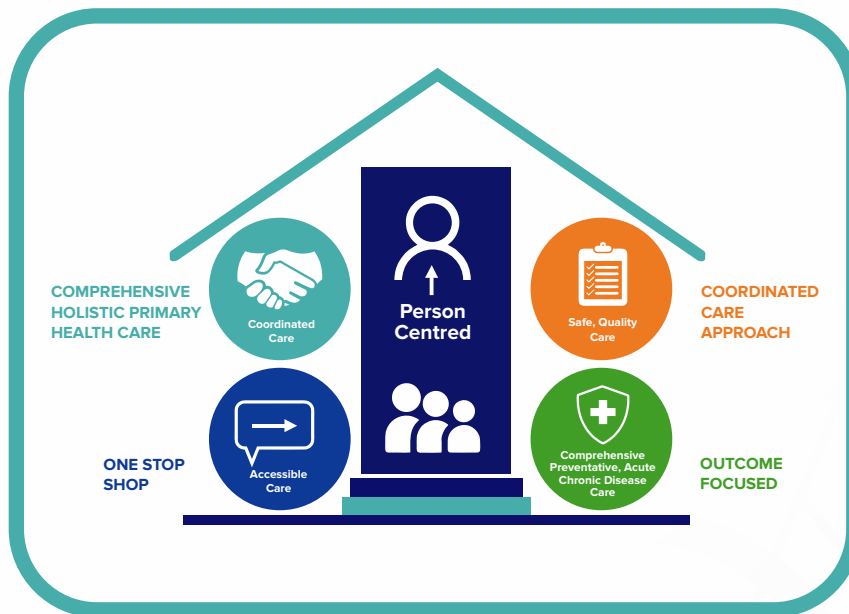 COMPREHENSIVE
HOLISTIC PRIMARY
HEALTH CARE
Coordinated
Care
Person
Centred
Safe, Quality
Care
COORDINATED
CARE
APPROACH
ONE STOP
SHOP
Accessible
Care
Comprehensive
Preventative, Acute
Chronic Disease
Care
OUTCOME
FOCUSED